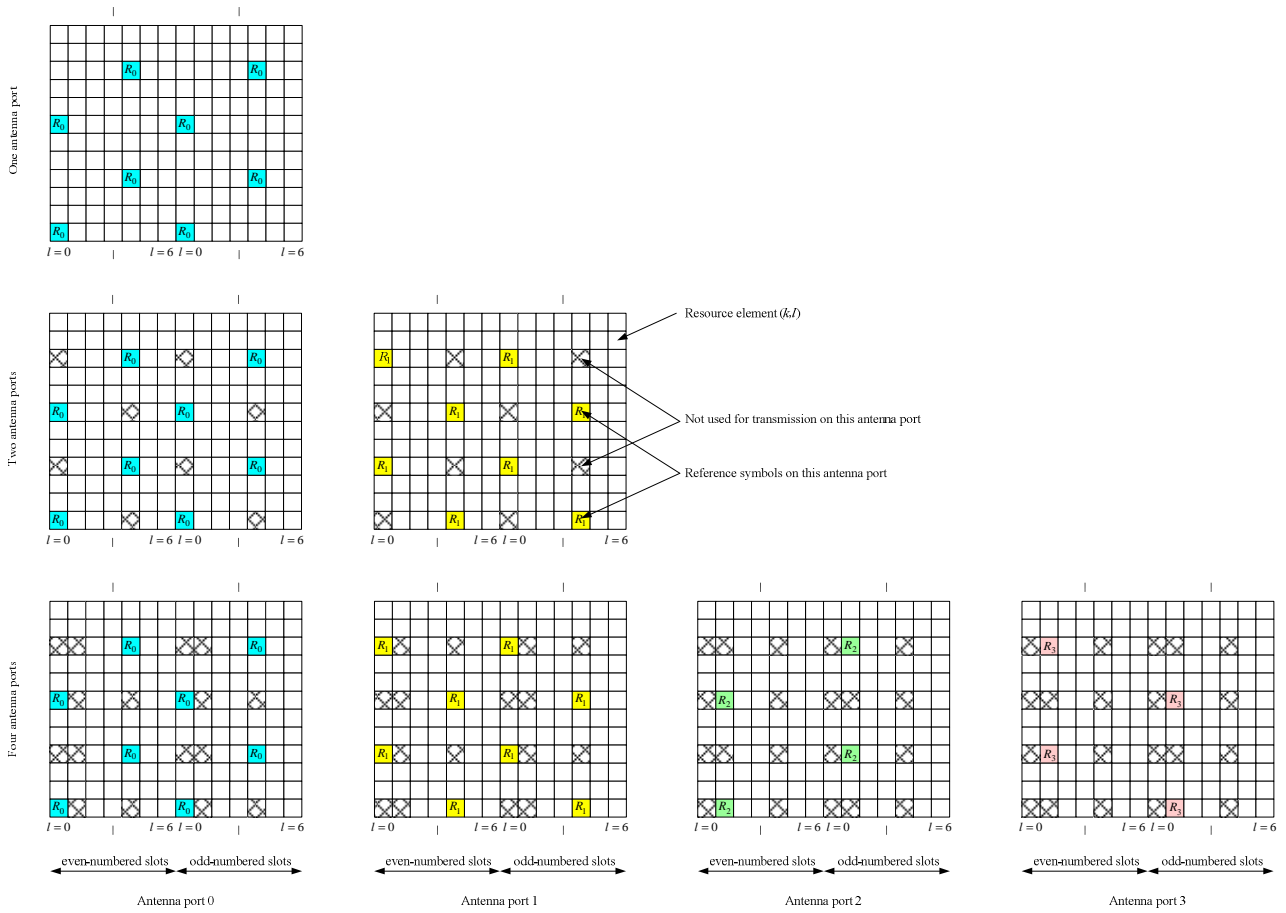 One antenna port
R0 R0
R0 R0
R0 R0
R0 R0
l = 0 l = 6 l = 0 l = 6
Two antenna ports
R0 R0
R0 R0
R0 R0
R0 R0
l = 0 l = 6 l = 0 l = 6
R1 R1
R1 R1
R1 R1
R1 R1
l = 0 l = 6 l = 0 l = 6
Resource element (k,l)
Not used for transmission on this antenna port
Reference symbols on this antenna port
Four antenna ports
R0 R0
R0 R0
R0 R0
R0 R0
l = 0 l = 6 l = 0 l = 6
even-numbered slots odd-numbered slots
Antenna port 0
R1 R1
R1 R1
R1 R1
R1 R1
l = 0 l = 6 l = 0 l = 6
even-numbered slots odd-numbered slots
Antenna port 1
R2
R2
R2
R2
l = 0 l = 6 l = 0 l = 6
even-numbered slots odd-numbered slots
Antenna port 2
R3
R3
R3
R3
l = 0 l = 6 l = 0 l = 6
even-numbered slots odd-numbered slots
Antenna port 3